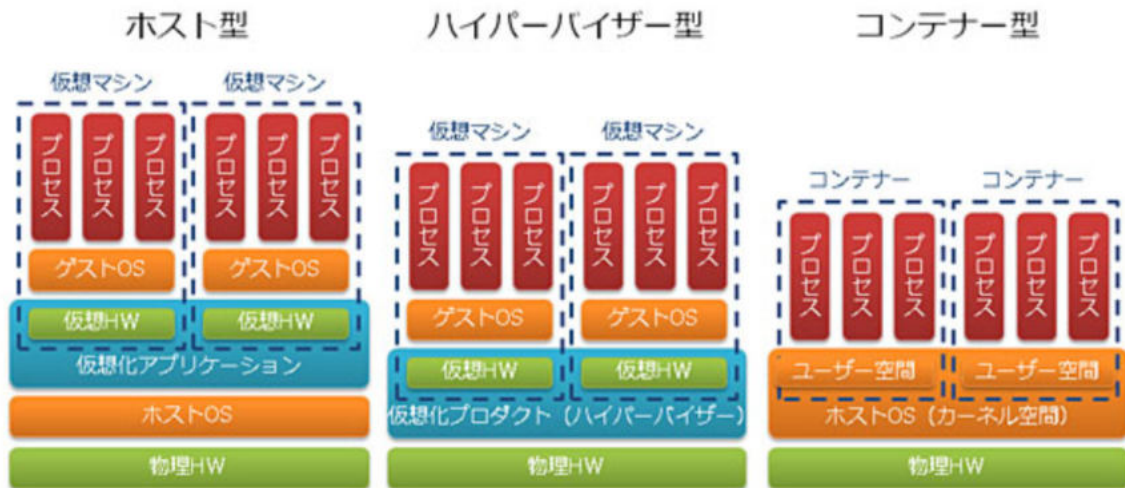 ホスト型
仮想マシン
仮想マシン
プロセス
プロセス
プロセス
プロセス
プロセス
プロセス
ゲストOS
ゲストOS
仮想HW
仮想HW
仮想化アプリケーション
ホストOS
物理HW
ハイパーバイザー型
仮想マシン
仮想マシン
プロセス
プロセス
プロセス
プロセス
プロセス
プロセス
ゲストOS
ゲストOS
仮想HW
仮想HW
仮想化プロダクト(ハイパーバイザー)
物理HW
コンテナー型
コンテナー
コンテナー
プロセス
プロセス
プロセス
プロセス
プロセス
プロセス
ユーザー空間
ユーザー空間
ホストOS(カーネル空間)
物理HW